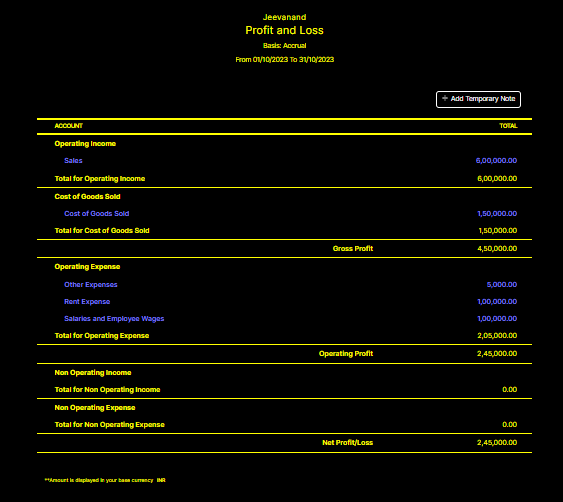 Jeevanand
Profit and Loss
Basis: Accrual
From 01/10/2023 To 31/10/2023
+ Add Temporary Note
ACCOUNT TOTAL
Operating Income
Sales 6,00,000.00
Total for Operating Income 6,00,000.00
Cost of Goods Sold
Cost of Goods Sold 1,50,000.00
Total for Cost of Goods Sold 1,50,000.00
Gross Profit 4,50,000.00
Operating Expense
Other Expenses 5,000.00
Rent Expense 1,00,000.00
Salaries and Employee Wages 1,00,000.00
Total for Operating Expense 2,05,000.00
Operating Profit 2,45,000.00
Non Operating Income
Total for Non Operating Income 0.00
Non Operating Expense
Total for Non Operating Expense 0.00
Net Profit/Loss 2,45,000.00
**Amount is displayed in your base currency INR